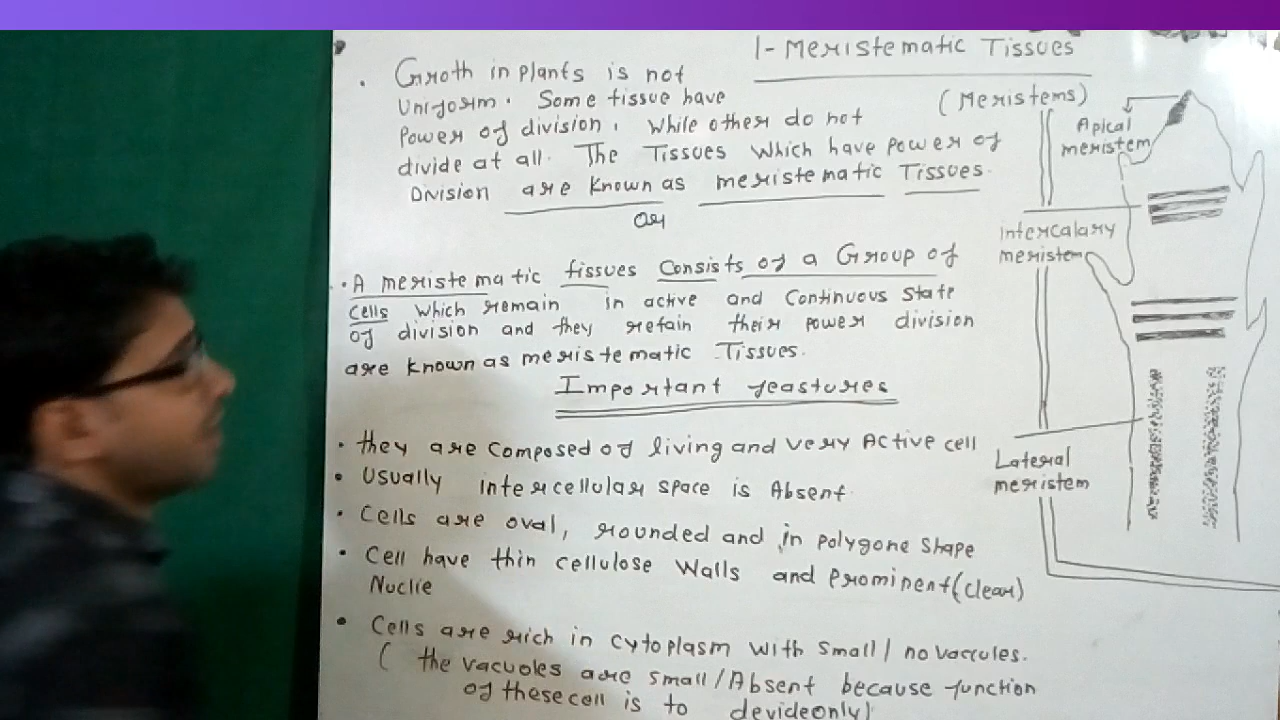 1- Meristematic Tissues
(Meristems)
• Groth in plants is not
Uniform. Some tissue have
Power of division, While other do not
divide at all. The Tissues which have power of
Division are known as meristematic Tissues.
or
• A meristematic tissues Consists of a Group of
cells which remain in active and Continuous State
of division and they retain their power division
are known as meristematic Tissues.
Important feastures
• they are composed of living and very Active cell
• Usually intercellular space is Absent
• Cells are oval, rounded and in polygone shape
• Cell have thin cellulose Walls and Prominent (clear)
Nuclie
• Cells are rich in cytoplasm with small / no vacuoles.
( the vacuoles are small/Absent because function
of these cell is to devide only)
Apical
meristem
intercalary
meristem
Lateral
meristem